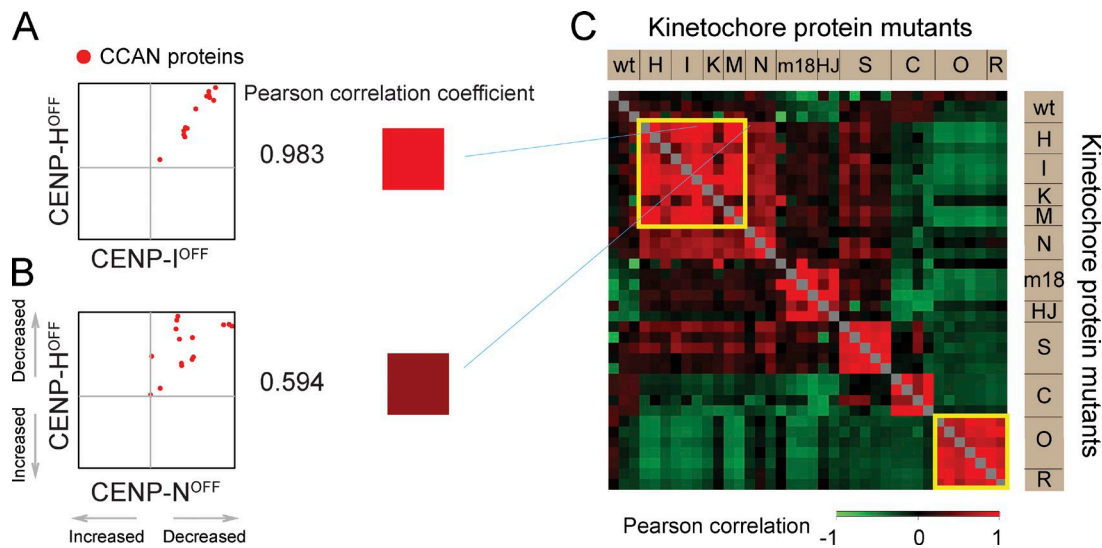 A
CCAN proteins
CENP-H^OFF
CENP-I^OFF
Pearson correlation coefficient
0.983
B
Decreased
Increased
CENP-H^OFF
CENP-N^OFF
Increased
Decreased
0.594
C
Kinetochore protein mutants
wt H I K M N m18 HJ S C O R
wt
H
I
K
M
N
m18
HJ
S
C
O
R
Kinetochore protein mutants
Pearson correlation
-1 0 1